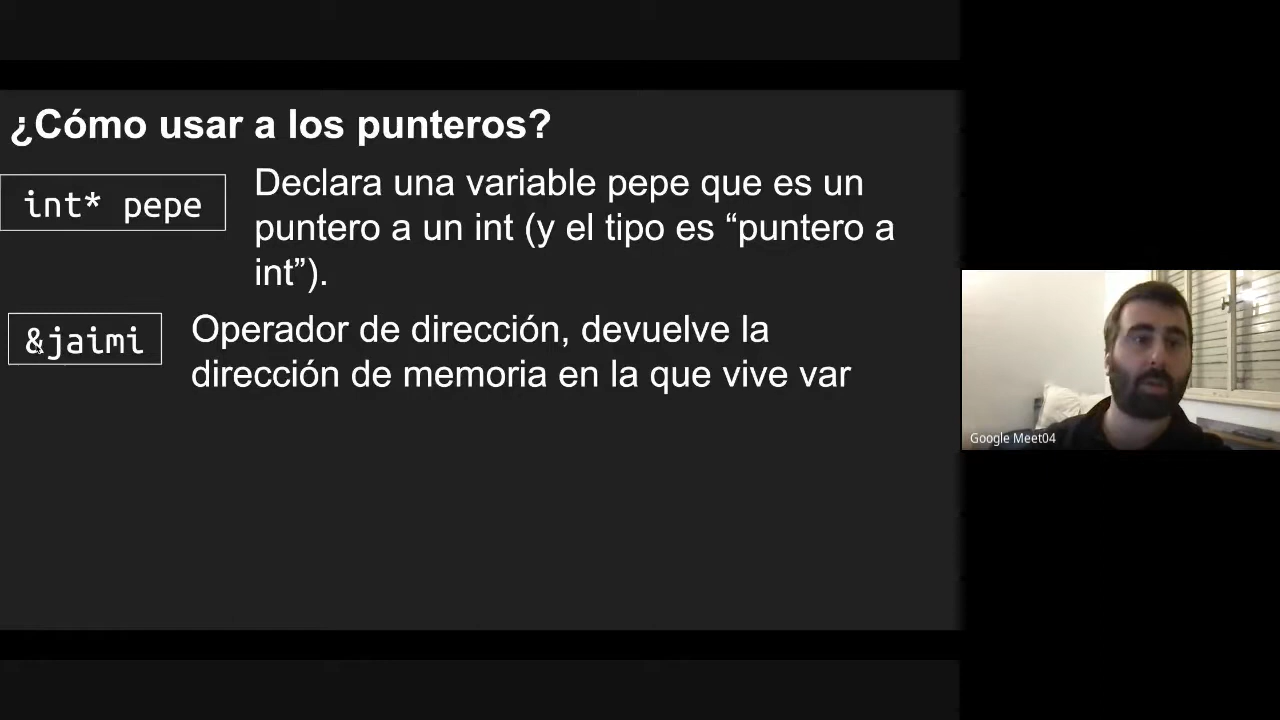 ¿Cómo usar a los punteros?
int* pepe
Declara una variable pepe que es un
puntero a un int (y el tipo es “puntero a
int”).
&jaimi
Operador de dirección, devuelve la
dirección de memoria en la que vive var
Google Meet04